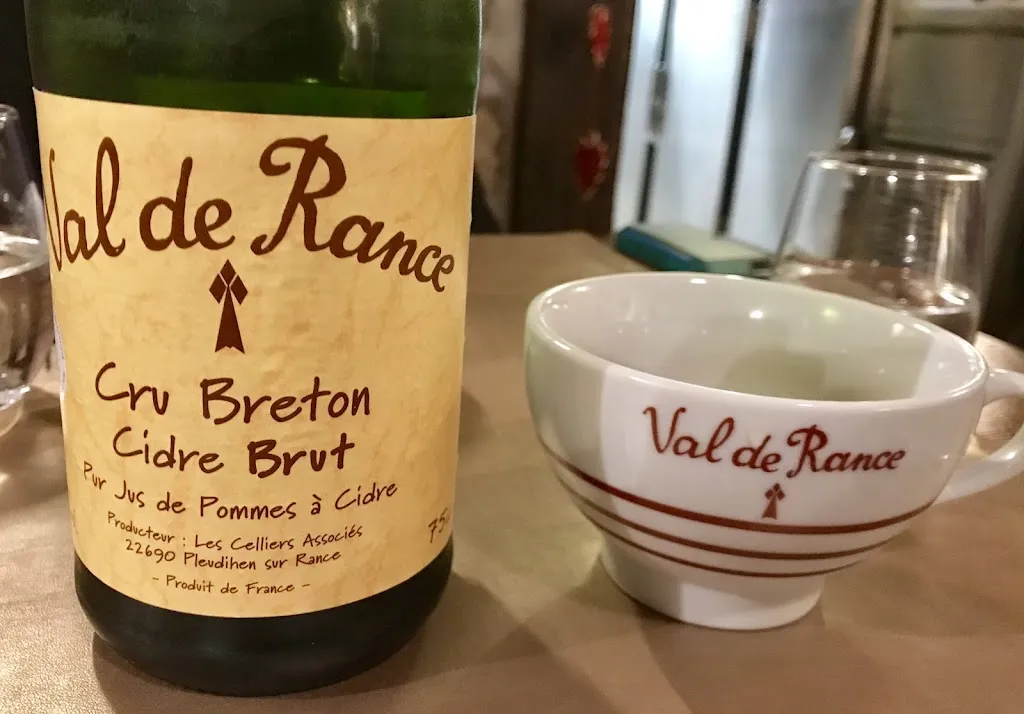 Val de Rance
Cru Breton
Cidre Brut
Pur Jus de Pommes à Cidre
Producteur : Les Celliers Associés
22690 Pleudihen sur Rance
- Produit de France -
75
Val de Rance